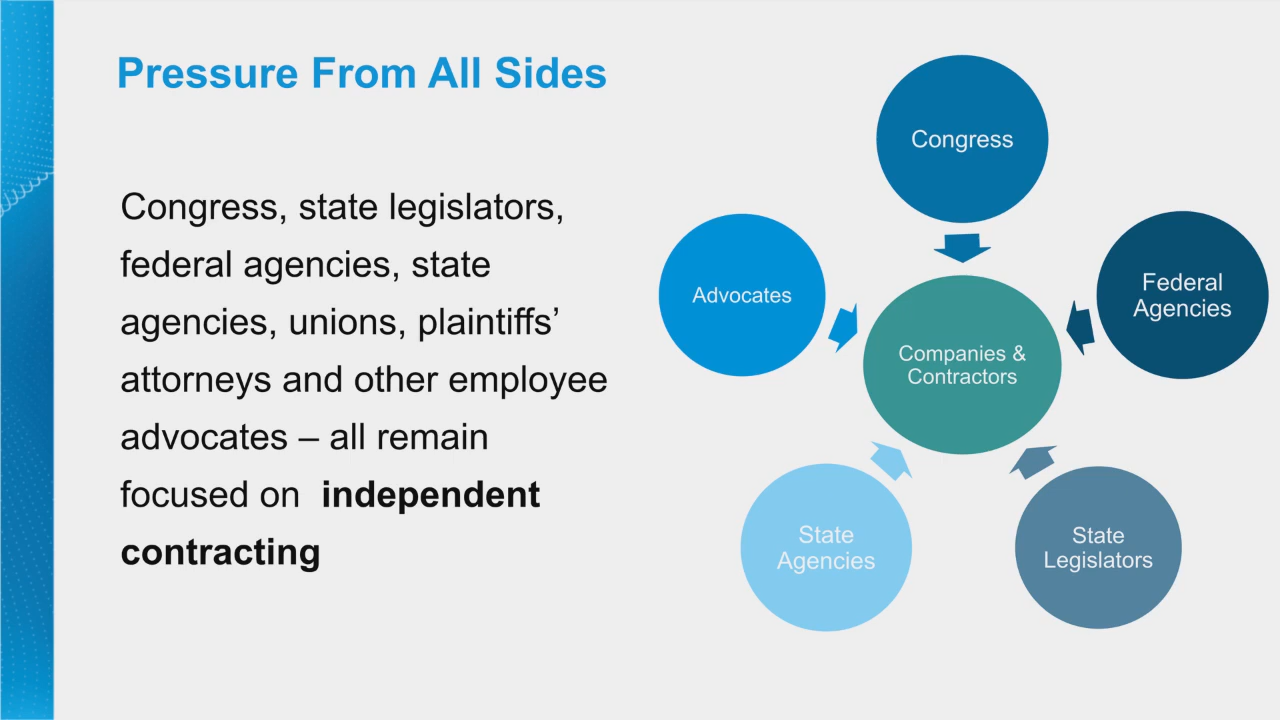 Pressure From All Sides
Congress, state legislators,
federal agencies, state
agencies, unions, plaintiffs’
attorneys and other employee
advocates – all remain
focused on  independent
contracting
Congress
Advocates
Federal
Agencies
Companies &
Contractors
State
Agencies
State
Legislators